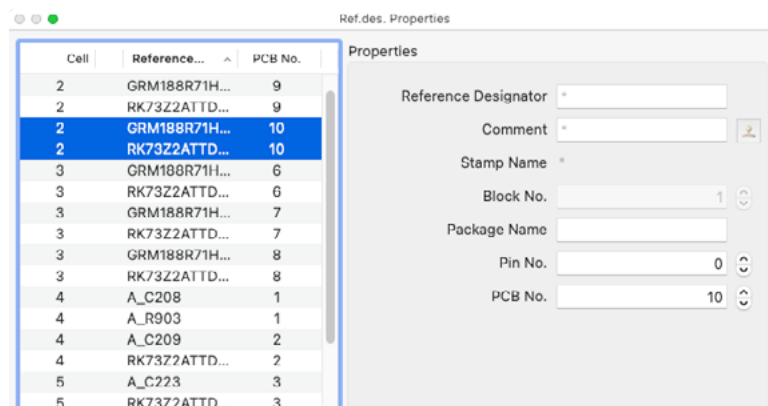 Ref.des. Properties
Cell Reference... PCB No.
2 GRM188R71H... 9
2 RK73Z2ATTD... 9
2 GRM188R71H... 10
2 RK73Z2ATTD... 10
3 GRM188R71H... 6
3 RK73Z2ATTD... 6
3 GRM188R71H... 7
3 RK73Z2ATTD... 7
3 GRM188R71H... 8
3 RK73Z2ATTD... 8
4 A_C208 1
4 A_R903 1
4 A_C209 2
4 RK73Z2ATTD... 2
5 A_C223 3
5 RK73Z2ATTD 3
Properties
Reference Designator *
Comment *
Stamp Name *
Block No. 1
Package Name
Pin No. 0
PCB No. 10